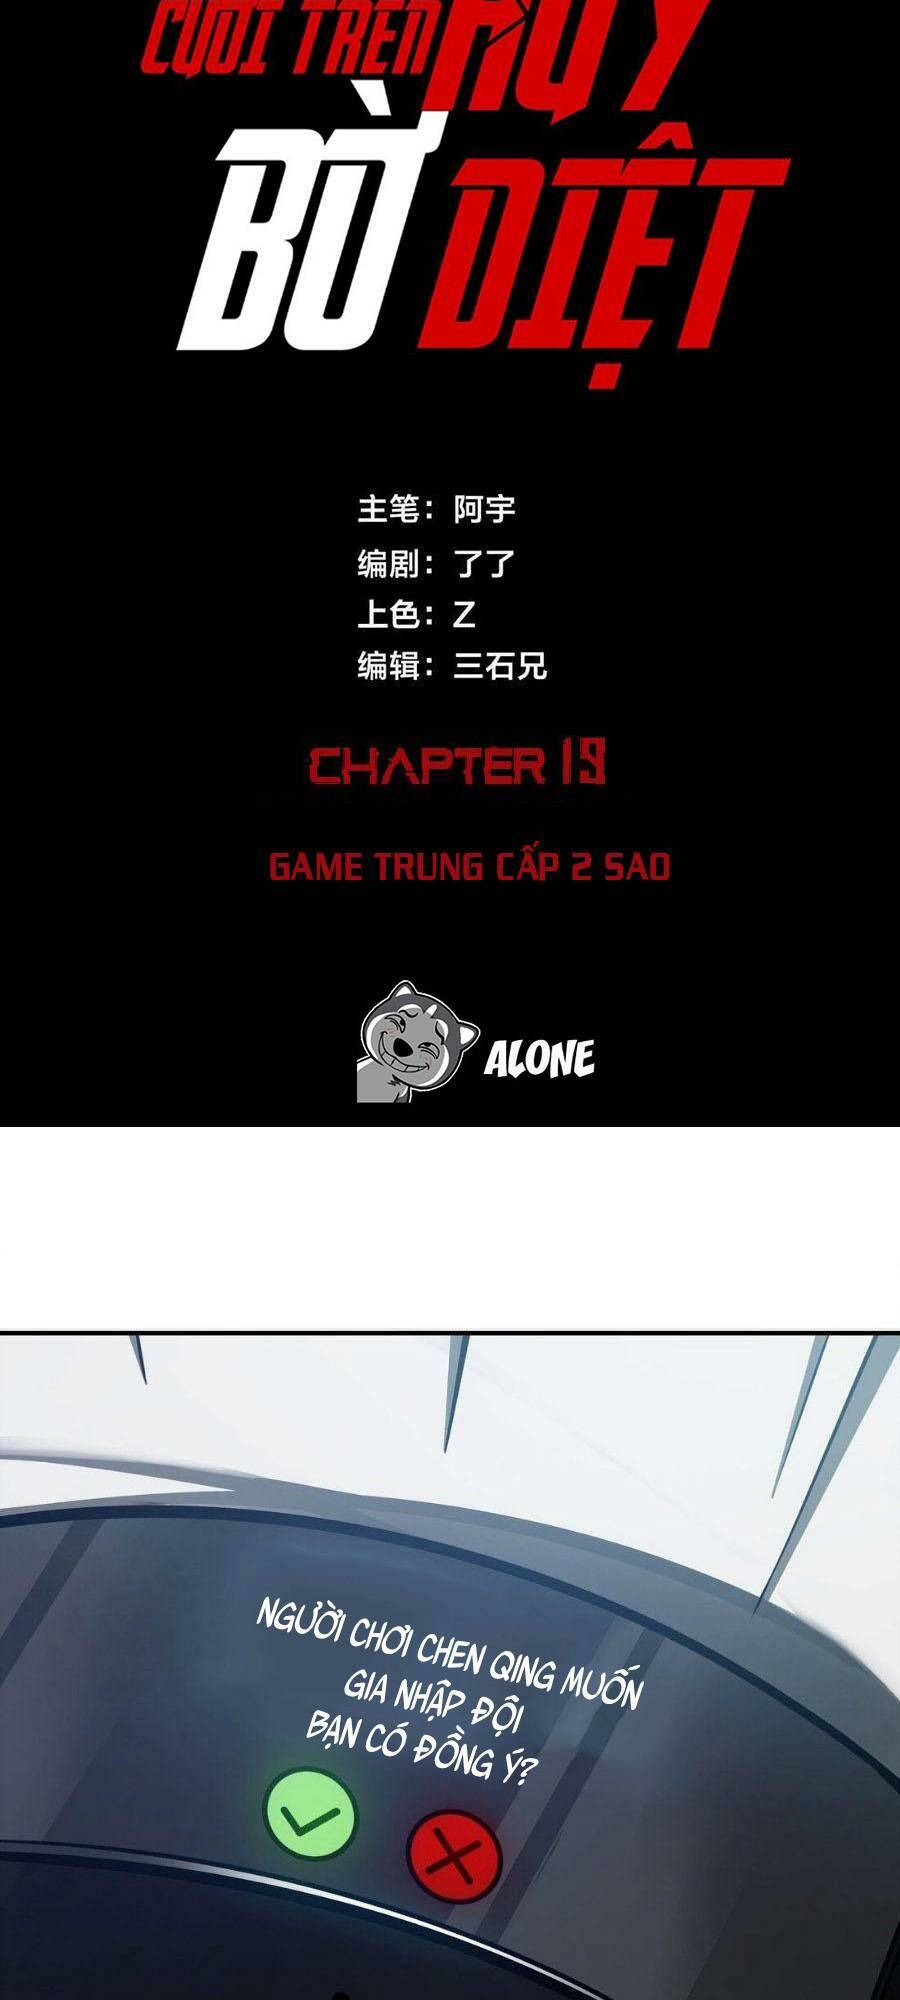 CƯỜI TRÊN HỦY
BỜ DIỆT
主笔：阿宇
编剧：了了
上色：Z
编辑：三石兄
CHAPTER 19
GAME TRUNG CẤP 2 SAO
ALONE
NGƯỜI CHƠI CHEN QING MUỐN
GIA NHẬP ĐỘI
BẠN CÓ ĐỒNG Ý?